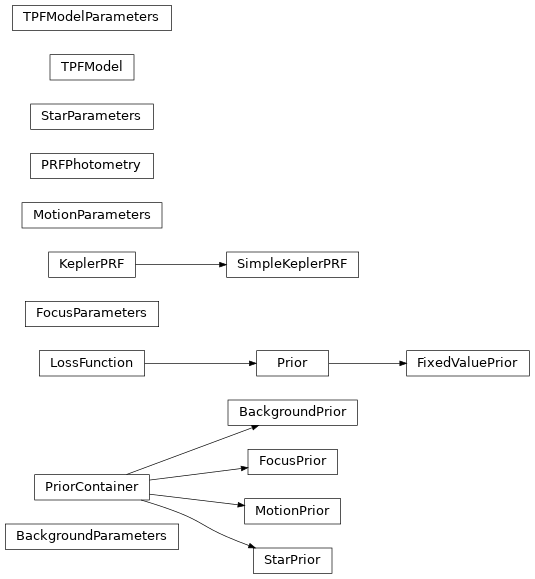 TPFModelParameters
TPFModel
StarParameters
PRFPhotometry
MotionParameters
KeplerPRF
SimpleKeplerPRF
FocusParameters
LossFunction
Prior
FixedValuePrior
BackgroundPrior
FocusPrior
PriorContainer
MotionPrior
BackgroundParameters
StarPrior